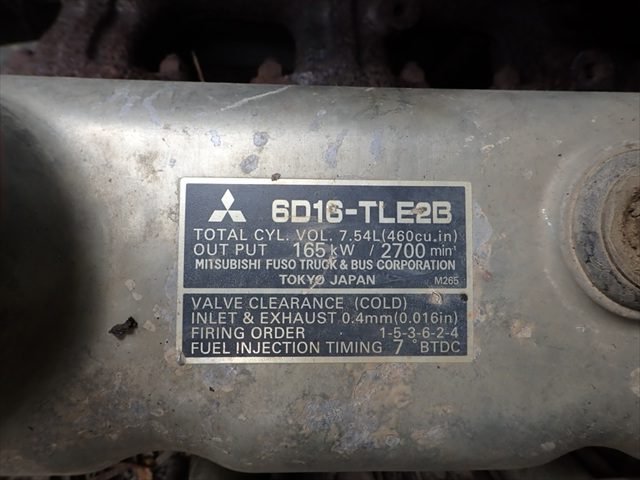 6D16-TLE2B
TOTAL CYL. VOL. 7.54L(460cu.in)
OUT PUT 165kW / 2700 min⁻¹
MITSUBISHI FUSO TRUCK & BUS CORPORATION
TOKYO JAPAN M265
VALVE CLEARANCE (COLD)
INLET & EXHAUST 0.4mm(0.016in)
FIRING ORDER 1-5-3-6-2-4
FUEL INJECTION TIMING 7° BTDC